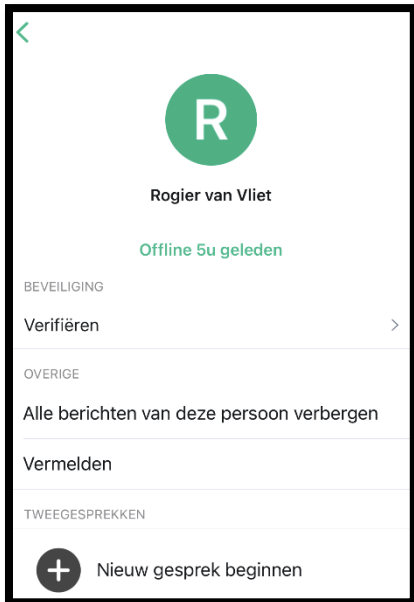 R
Rogier van Vliet
Offline 5u geleden
BEVEILIGING
Verifiëren
OVERIGE
Alle berichten van deze persoon verbergen
Vermelden
TWEEGESPREKKEN
Nieuw gesprek beginnen